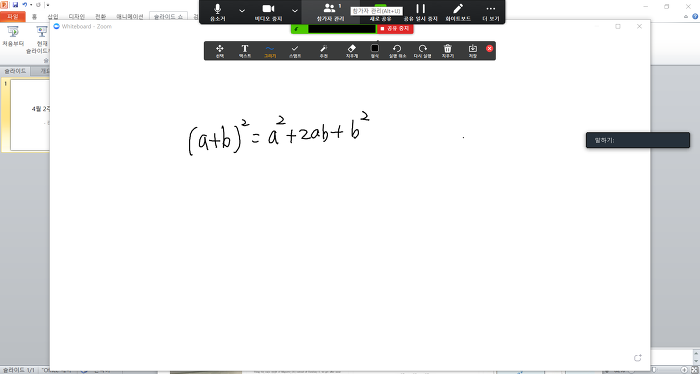 파일 홈 삽입 디자인 전환 애니메이션 슬라이드 쇼
음소거 비디오 중지 참가자 관리 1 새로 공유 공유 일시 중지 화이트보드 더 보기
참가자 관리(Alt+U)
공유 중지
Whiteboard - Zoom
처음부터 현재
슬라이드
선택 텍스트 그리기 스탬프 추천 지우개 형식 실행 취소 다시 실행 지우기 저장
슬라이드
1
4월 2주
(a+b)² = a² + 2ab + b²
말하기:
슬라이드 1/1